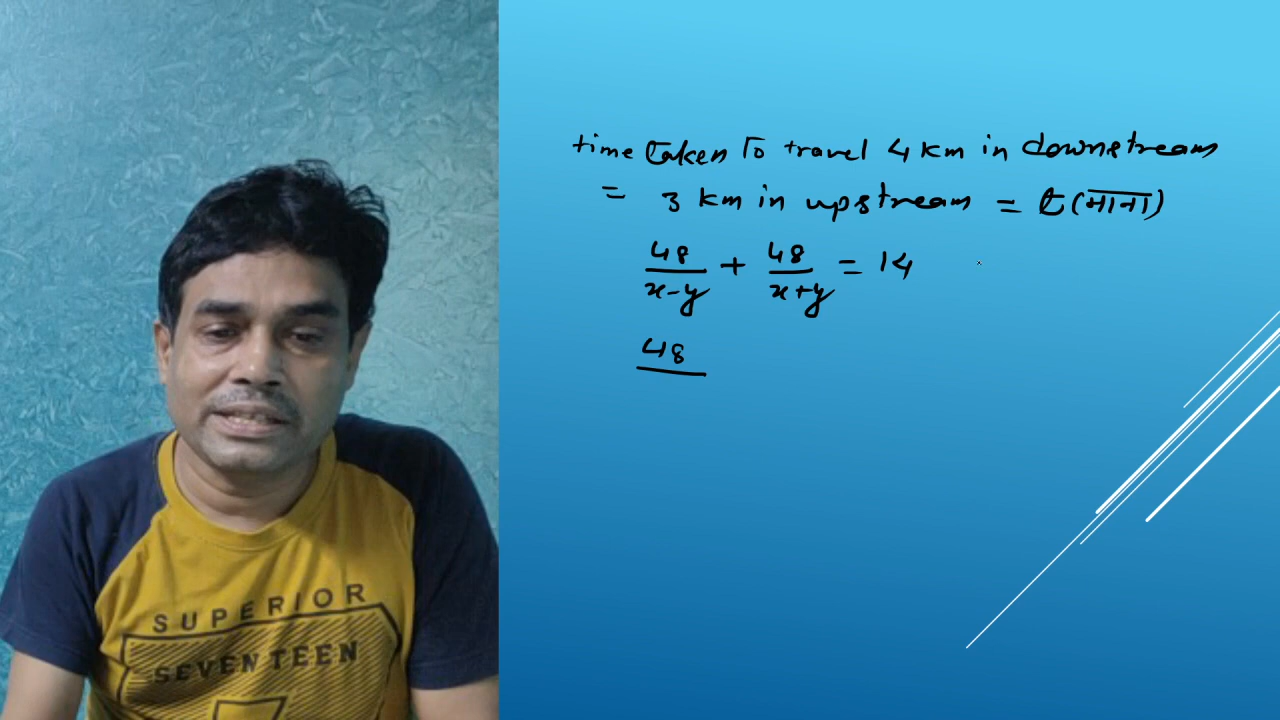 time taken to travel 4 km in downstream
= 3 km in upstream = t (माना)
48/x-y + 48/x+y = 14
48
SUPERIOR
SEVENTEEN